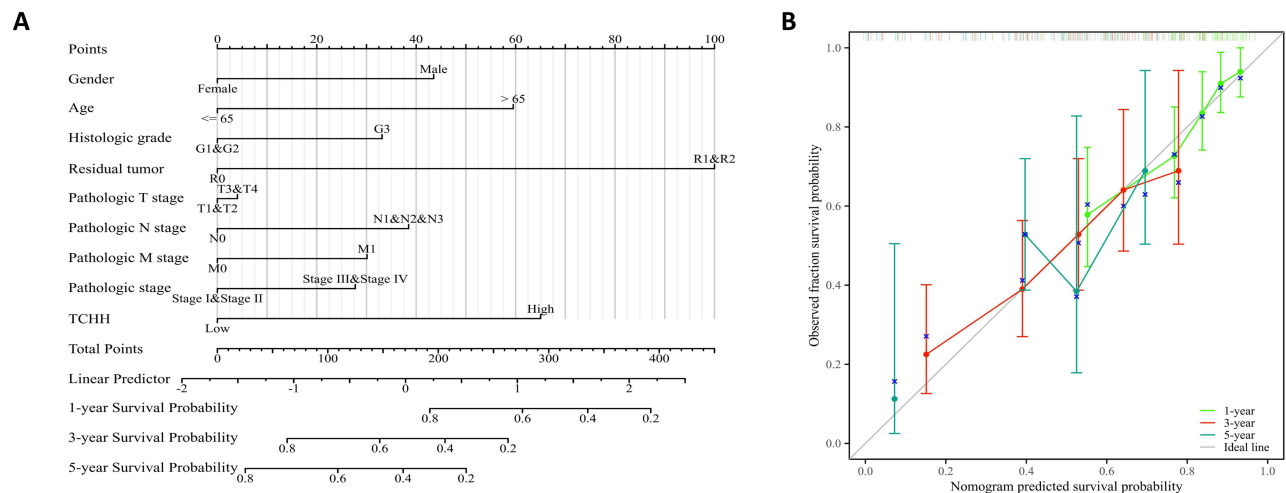 A
Points
0 20 40 60 80 100
Gender
Male
Female
Age
> 65
<= 65
Histologic grade
G3
G1&G2
Residual tumor
R1&R2
R0
Pathologic T stage
T3&T4
T1&T2
Pathologic N stage
N1&N2&N3
N0
Pathologic M stage
M1
M0
Pathologic stage
Stage III&Stage IV
Stage I&Stage II
TCHH
High
Low
Total Points
0 100 200 300 400
Linear Predictor
-2 -1 0 1 2
1-year Survival Probability
0.8 0.6 0.4 0.2
3-year Survival Probability
0.8 0.6 0.4 0.2
5-year Survival Probability
0.8 0.6 0.4 0.2
B
Observed fraction survival probability
1.0
0.8
0.6
0.4
0.2
0.0
1-year
3-year
5-year
Ideal line
0.0 0.2 0.4 0.6 0.8 1.0
Nomogram predicted survival probability